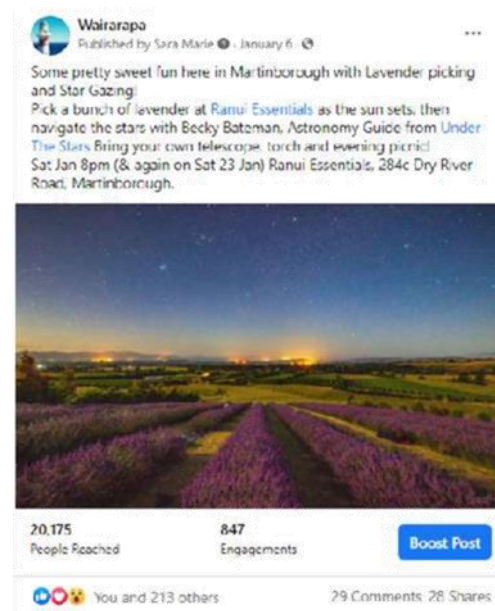 Wairarapa
Published by Sara Marie · January 6 ·
Some pretty sweet fun here in Martinborough with Lavender picking
and Star Gazing!
Pick a bunch of lavender at Ranui Essentials as the sun sets, then
navigate the stars with Becky Bateman, Astronomy Guide from Under
The Stars Bring your own telescope, torch and evening picnic!
Sat Jan 8pm (& again on Sat 23 Jan) Ranui Essentials, 284c Dry River
Road, Martinborough.
20,175
People Reached
847
Engagements
Boost Post
You and 213 others
29 Comments 28 Shares